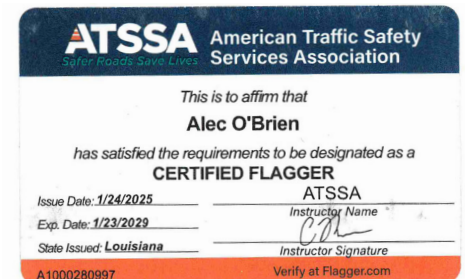 ATSSA
Safer Roads Save Lives
American Traffic Safety
Services Association
This is to affirm that
Alec O'Brien
has satisfied the requirements to be designated as a
CERTIFIED FLAGGER
Issue Date: 1/24/2025
ATSSA
Instructor Name
Exp. Date: 1/23/2029
State Issued: Louisiana
Instructor Signature
A1000280997
Verify at Flagger.com